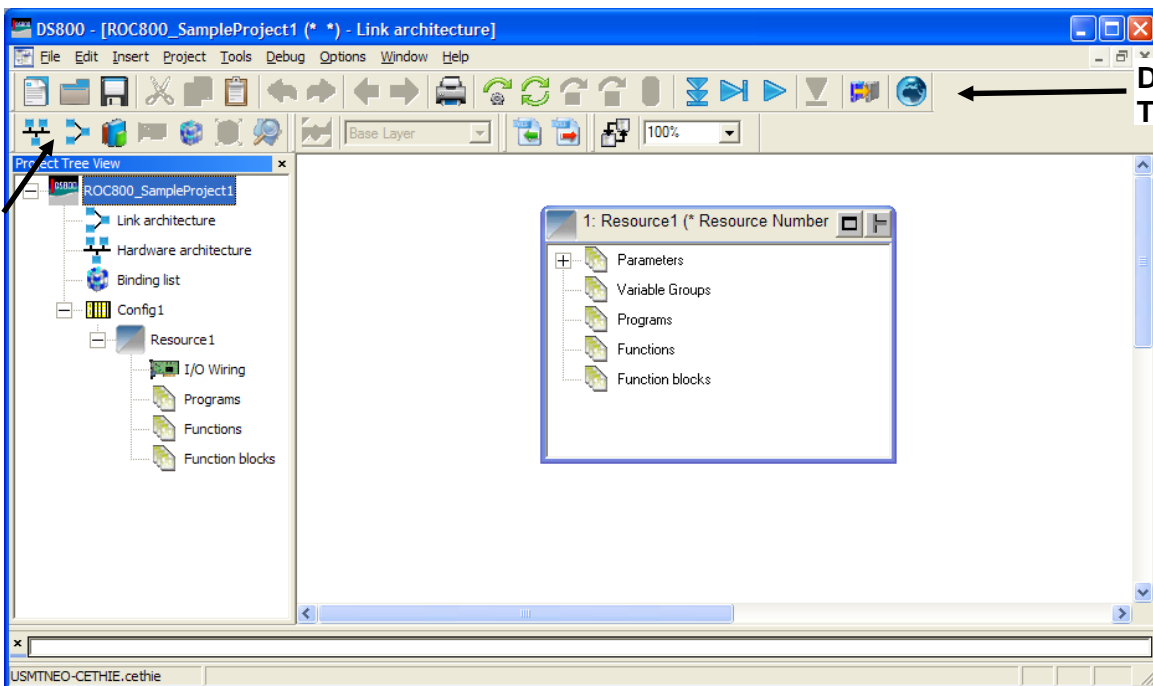 DS800 - [ROC800_SampleProject1 (* *) - Link architecture]
File Edit Insert Project Tools Debug Options Window Help
D
T
Base Layer
100%
Project Tree View
DS800
ROC800_SampleProject1
Link architecture
Hardware architecture
Binding list
Config1
Resource1
I/O Wiring
Programs
Functions
Function blocks
1: Resource1 (* Resource Number
Parameters
Variable Groups
Programs
Functions
Function blocks
USMTNEO-CETHIE.cethie